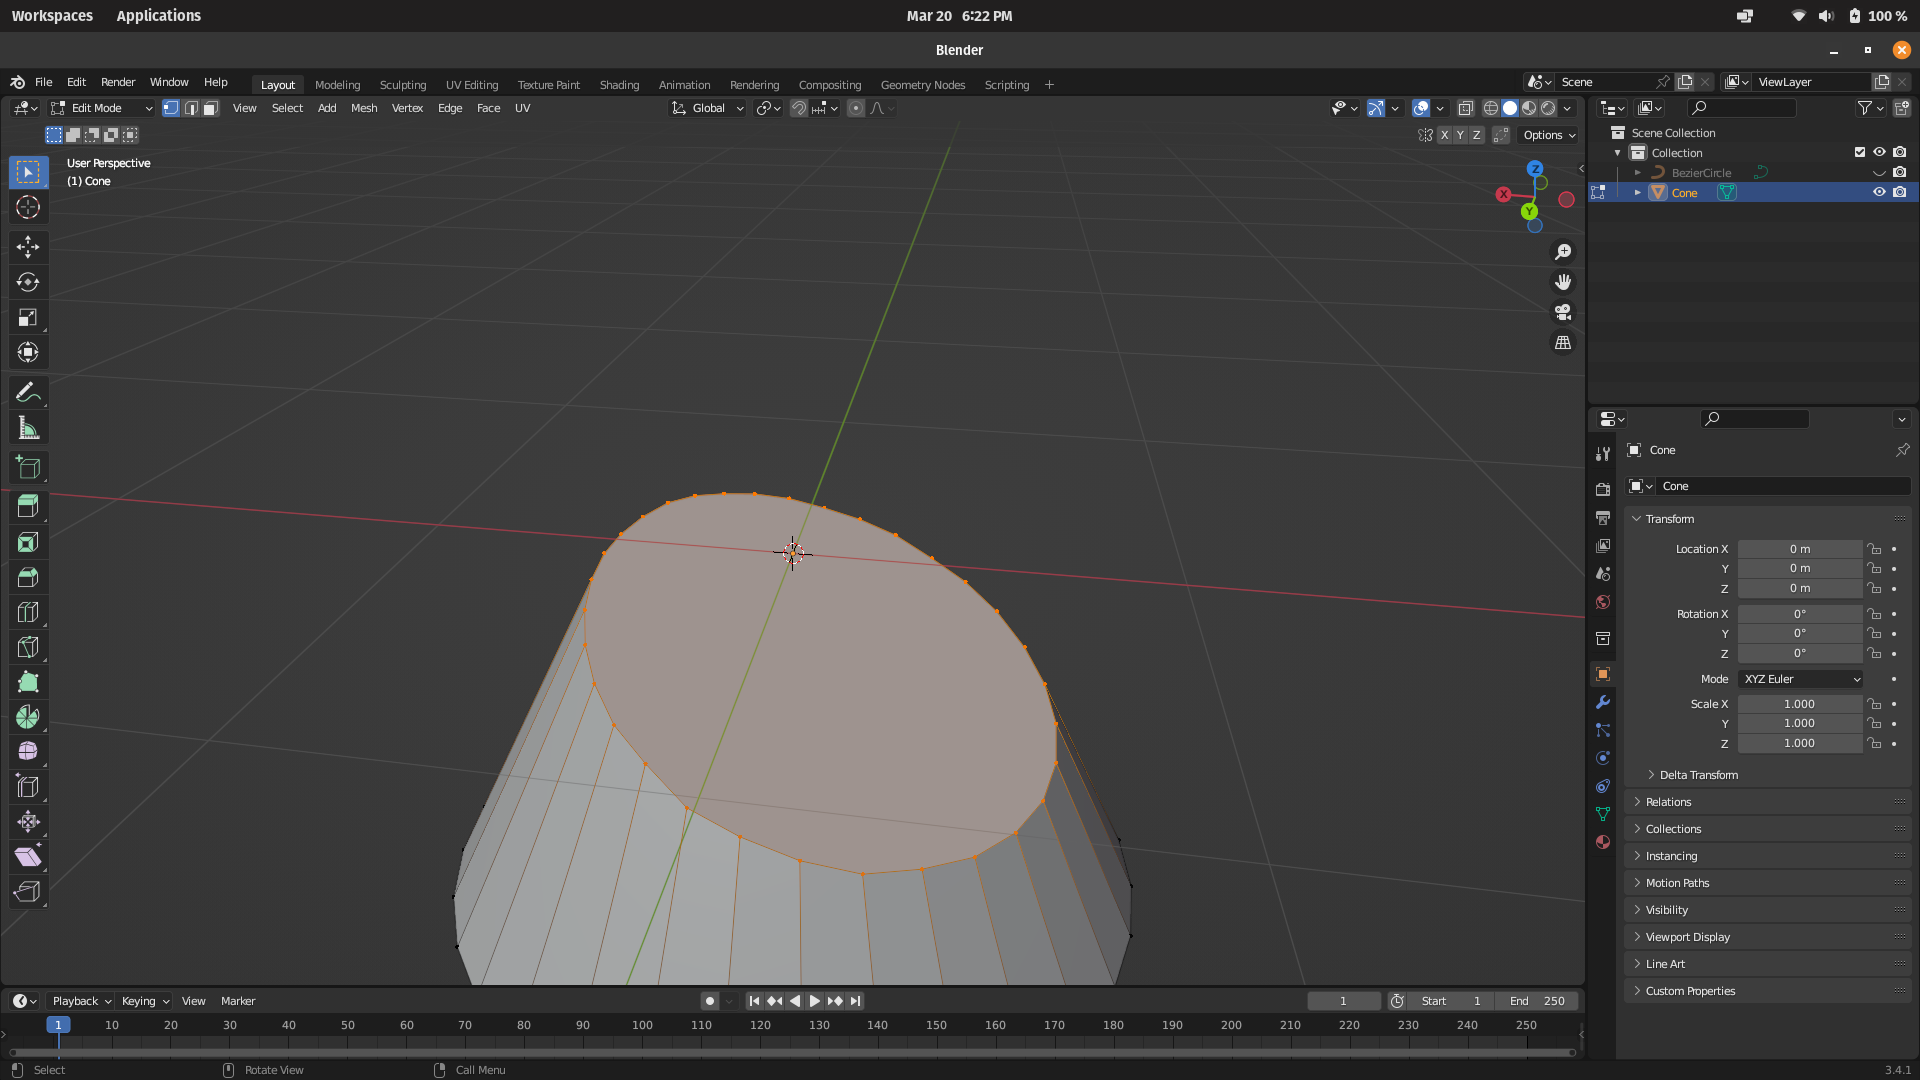 Workspaces Applications Mar 20 6:22 PM 100 %
Blender
File Edit Render Window Help Layout Modeling Sculpting UV Editing Texture Paint Shading Animation Rendering Compositing Geometry Nodes Scripting + Scene ViewLayer
Edit Mode View Select Add Mesh Vertex Edge Face UV Global
X Y Z Options
User Perspective
(1) Cone
Z
X
Y
Scene Collection
Collection
BezierCircle
Cone
Cone
Cone
Transform
Location X 0 m
Y 0 m
Z 0 m
Rotation X 0°
Y 0°
Z 0°
Mode XYZ Euler
Scale X 1.000
Y 1.000
Z 1.000
Delta Transform
Relations
Collections
Instancing
Motion Paths
Visibility
Viewport Display
Line Art
Custom Properties
Playback Keying View Marker 1 Start 1 End 250
1 10 20 30 40 50 60 70 80 90 100 110 120 130 140 150 160 170 180 190 200 210 220 230 240 250
Select Rotate View Call Menu 3.4.1